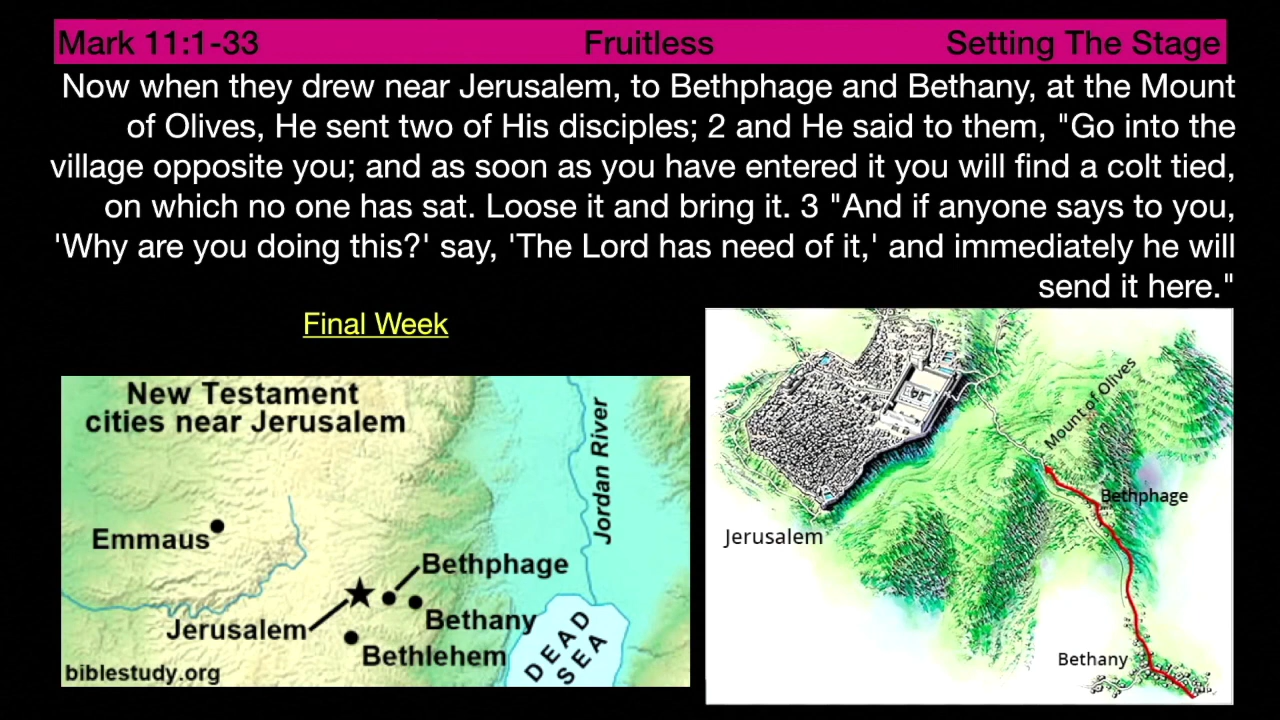 Mark 11:1-33 Fruitless Setting The Stage
Now when they drew near Jerusalem, to Bethphage and Bethany, at the Mount
of Olives, He sent two of His disciples; 2 and He said to them, "Go into the
village opposite you; and as soon as you have entered it you will find a colt tied,
on which no one has sat. Loose it and bring it. 3 "And if anyone says to you,
'Why are you doing this?' say, 'The Lord has need of it,' and immediately he will
send it here."
Final Week
New Testament
cities near Jerusalem
Jordan River
Emmaus
Bethphage
Bethany
Jerusalem
Bethlehem
DEAD
SEA
biblestudy.org
Mount of Olives
Bethphage
Jerusalem
Bethany